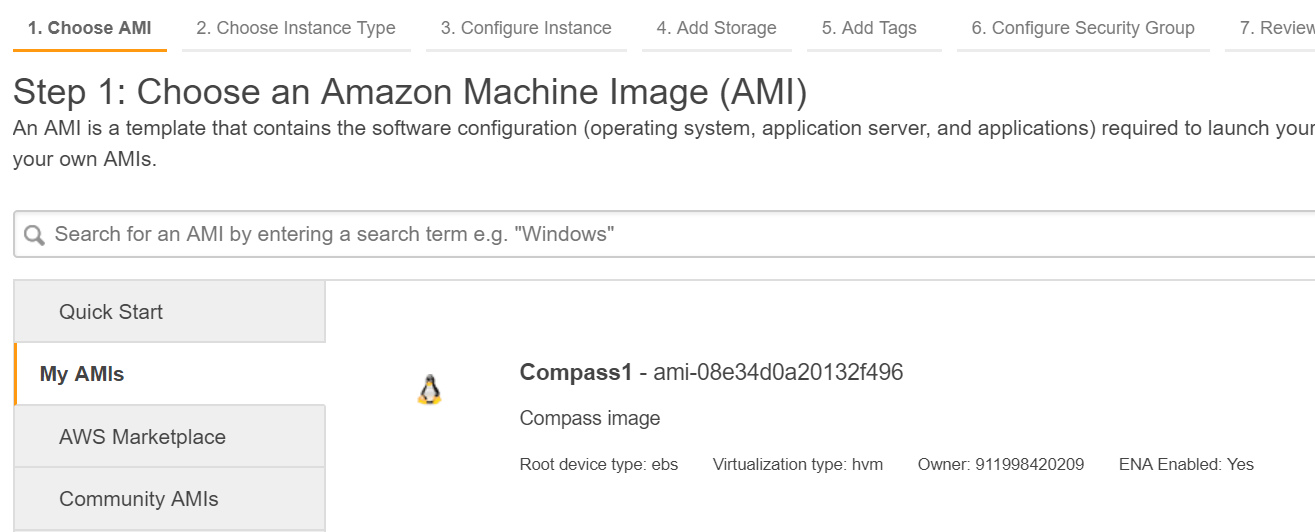 1. Choose AMI 2. Choose Instance Type 3. Configure Instance 4. Add Storage 5. Add Tags 6. Configure Security Group 7. Review
Step 1: Choose an Amazon Machine Image (AMI)
An AMI is a template that contains the software configuration (operating system, application server, and applications) required to launch your
your own AMIs.
Search for an AMI by entering a search term e.g. "Windows"
Quick Start
My AMIs
AWS Marketplace
Community AMIs
Compass1 - ami-08e34d0a20132f496
Compass image
Root device type: ebs Virtualization type: hvm Owner: 911998420209 ENA Enabled: Yes